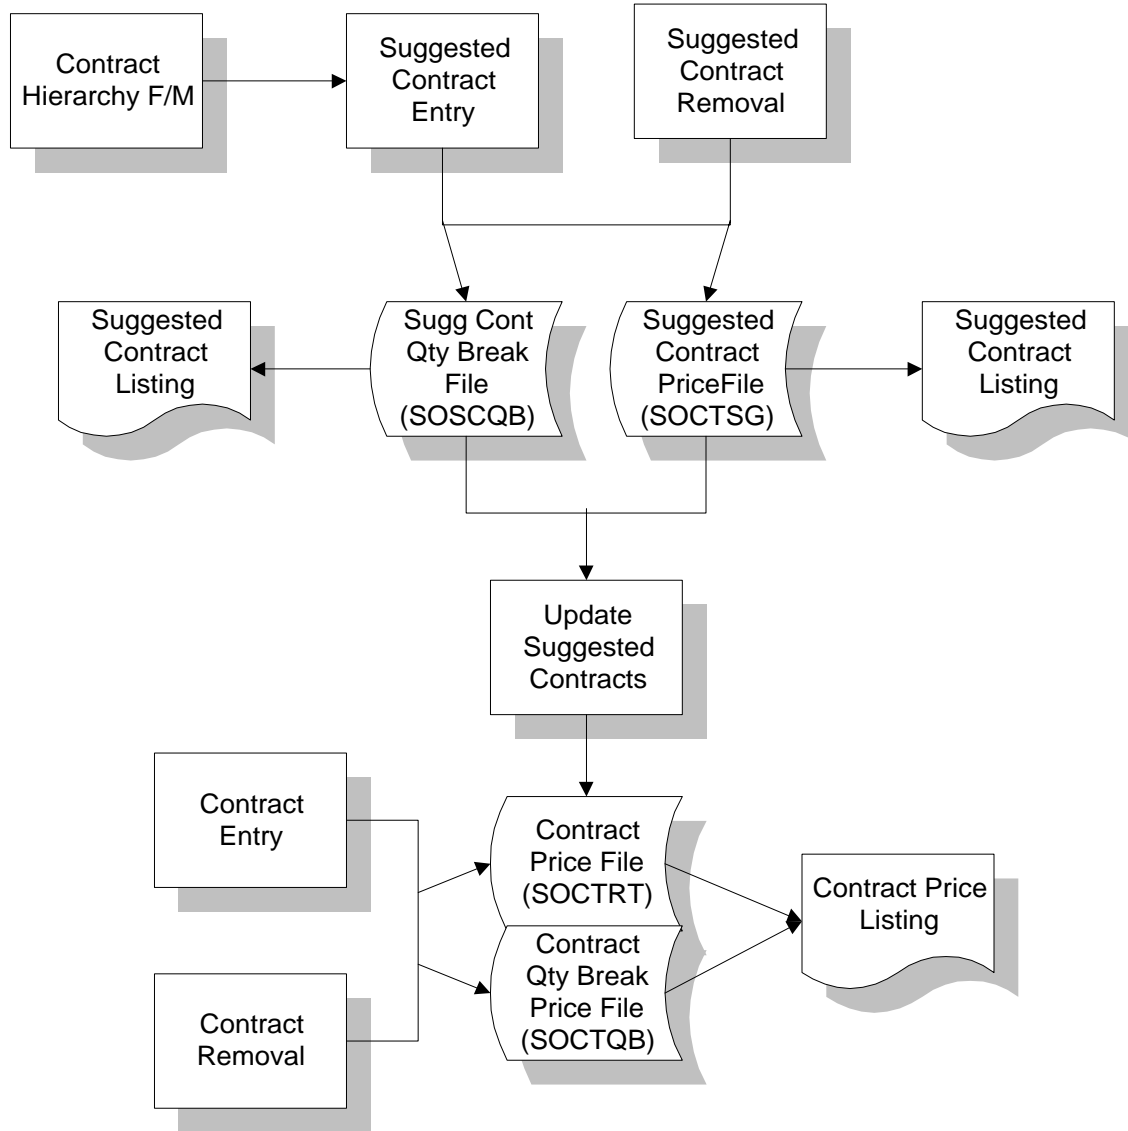 Contract
Hierarchy F/M
Suggested
Contract
Entry
Suggested
Contract
Removal
Suggested
Contract
Listing
Sugg Cont
Qty Break
File
(SOSCQB)
Suggested
Contract
PriceFile
(SOCTSG)
Suggested
Contract
Listing
Update
Suggested
Contracts
Contract
Entry
Contract
Price File
(SOCTRT)
Contract Price
Listing
Contract
Qty Break
Price File
(SOCTQB)
Contract
Removal